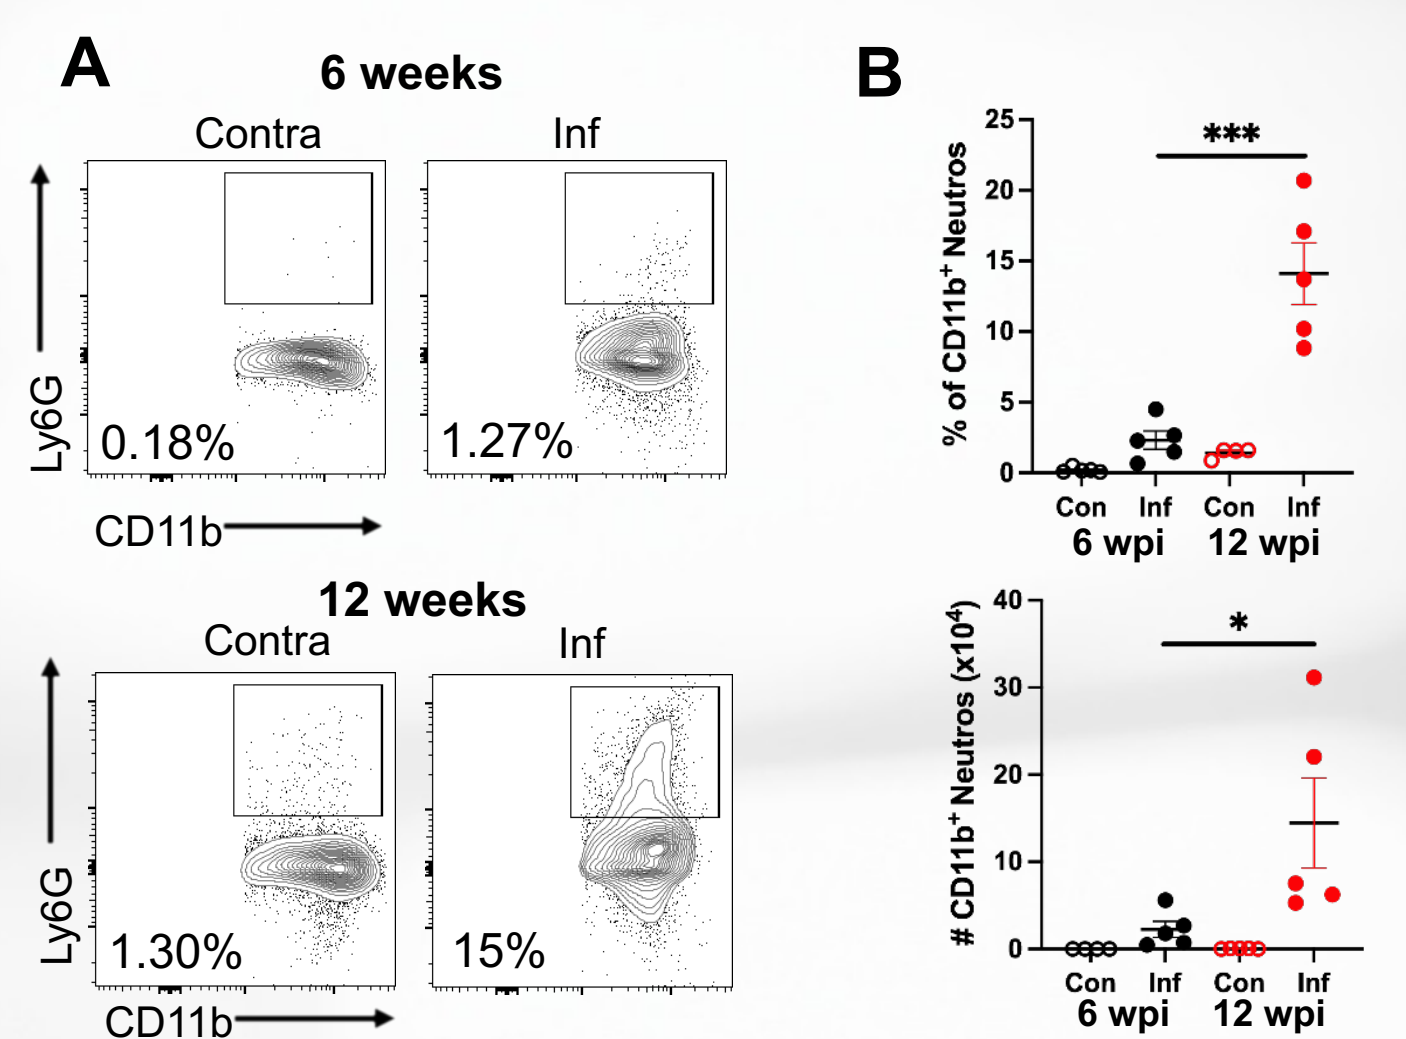 A
6 weeks
Contra
Inf
Ly6G
0.18%
1.27%
CD11b
12 weeks
Contra
Inf
Ly6G
1.30%
15%
CD11b
B
% of CD11b⁺ Neutros
25
20
15
10
5
0
***
Con Inf Con Inf
6 wpi 12 wpi
# CD11b⁺ Neutros (x10⁴)
40
30
20
10
0
*
Con Inf Con Inf
6 wpi 12 wpi